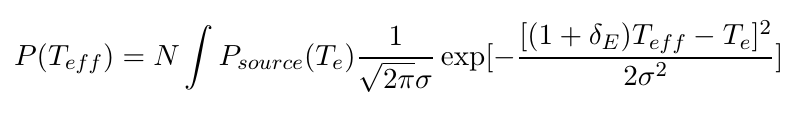 P(T_{eff}) = N \int P_{source}(T_e) \frac{1}{\sqrt{2\pi}\sigma} \exp[-\frac{[(1+\delta_E)T_{eff} - T_e]^2}{2\sigma^2}]